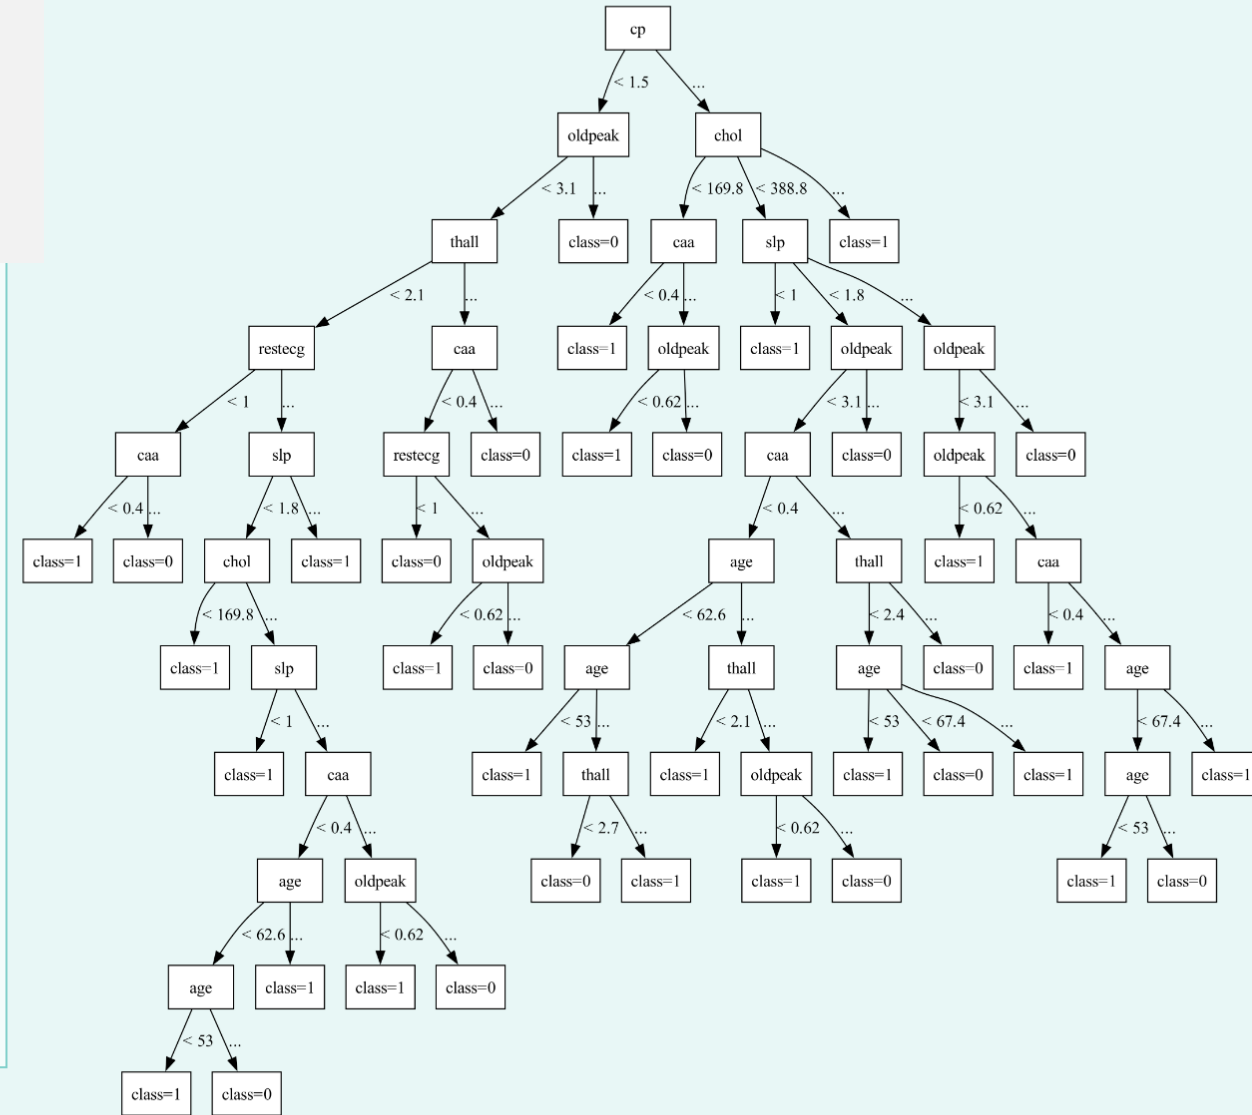 cp
< 1.5 ...
oldpeak chol
< 3.1 ... < 169.8 < 388.8 ...
thall class=0 caa slp class=1
< 2.1 ... < 0.4 ... < 1 < 1.8 ...
restecg caa class=1 oldpeak class=1 oldpeak oldpeak
< 1 ... < 0.4 ... < 0.62 ... < 3.1 ... < 3.1 ...
caa slp restecg class=0 class=1 class=0 caa class=0 oldpeak class=0
< 0.4 ... < 1.8 ... < 1 ... < 0.4 ... < 0.62 ...
class=1 class=0 chol class=1 class=0 oldpeak age thall class=1 caa
< 169.8 ... < 0.62 ... < 62.6 ... < 2.4 ... < 0.4 ...
class=1 slp class=1 class=0 age thall age class=0 class=1 age
< 1 ... < 53 ... < 2.1 ... < 53 < 67.4 ... < 67.4 ...
class=1 caa class=1 thall class=1 oldpeak class=1 class=0 class=1 age class=1
< 0.4 ... < 2.7 ... < 0.62 ... < 53 ...
age oldpeak class=0 class=1 class=1 class=0 class=1 class=0
< 62.6 ... < 0.62 ...
age class=1 class=1 class=0
< 53 ...
class=1 class=0